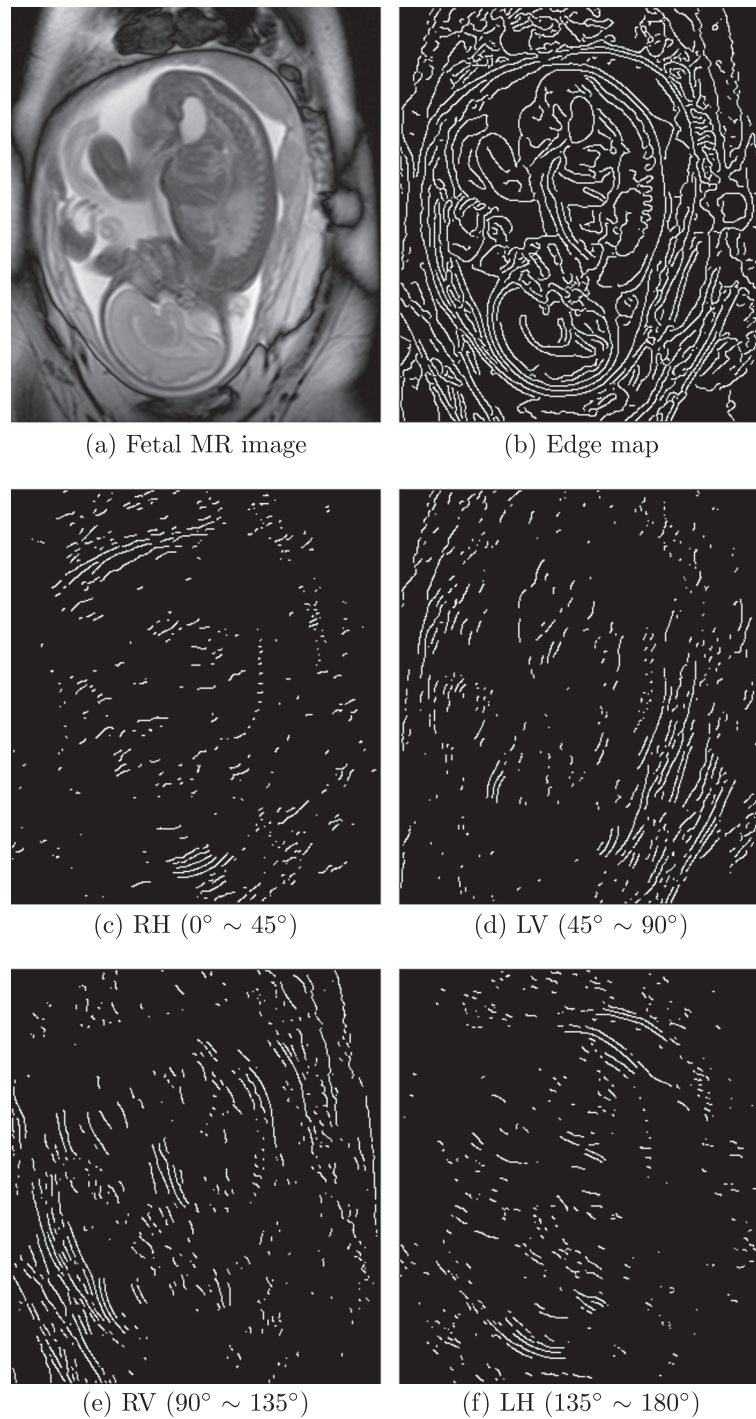 (a) Fetal MR image
(b) Edge map
(c) RH (0° ∼ 45°)
(d) LV (45° ∼ 90°)
(e) RV (90° ∼ 135°)
(f) LH (135° ∼ 180°)